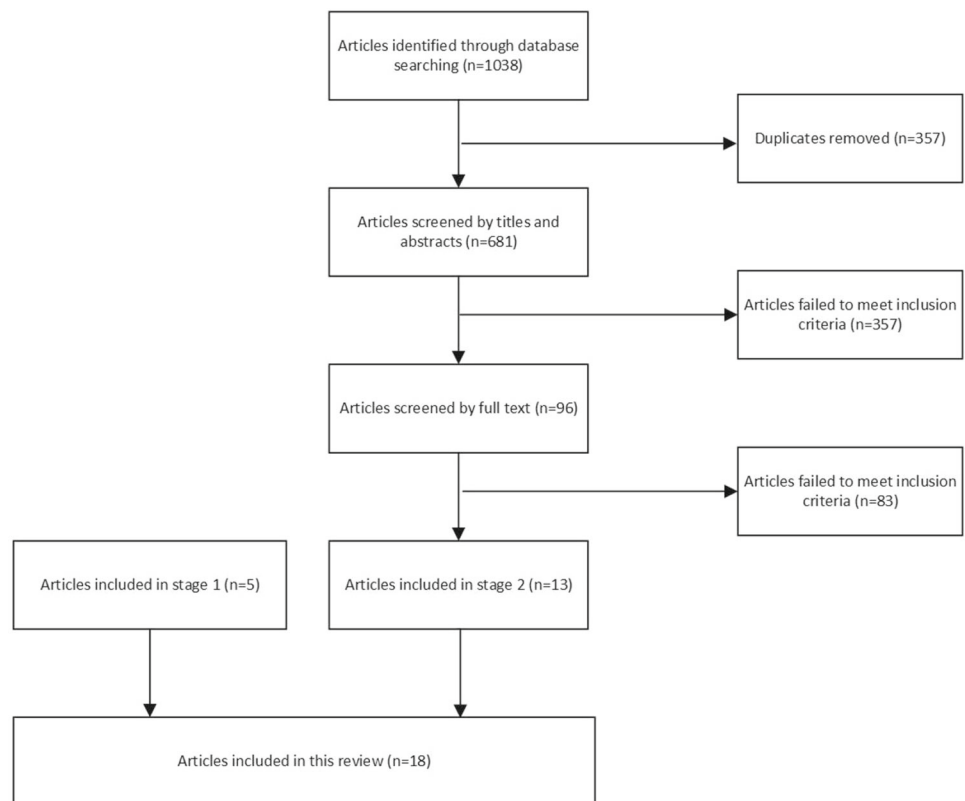 Articles identified through database
searching (n=1038)
Duplicates removed (n=357)
Articles screened by titles and
abstracts (n=681)
Articles failed to meet inclusion
criteria (n=357)
Articles screened by full text (n=96)
Articles failed to meet inclusion
criteria (n=83)
Articles included in stage 1 (n=5)
Articles included in stage 2 (n=13)
Articles included in this review (n=18)